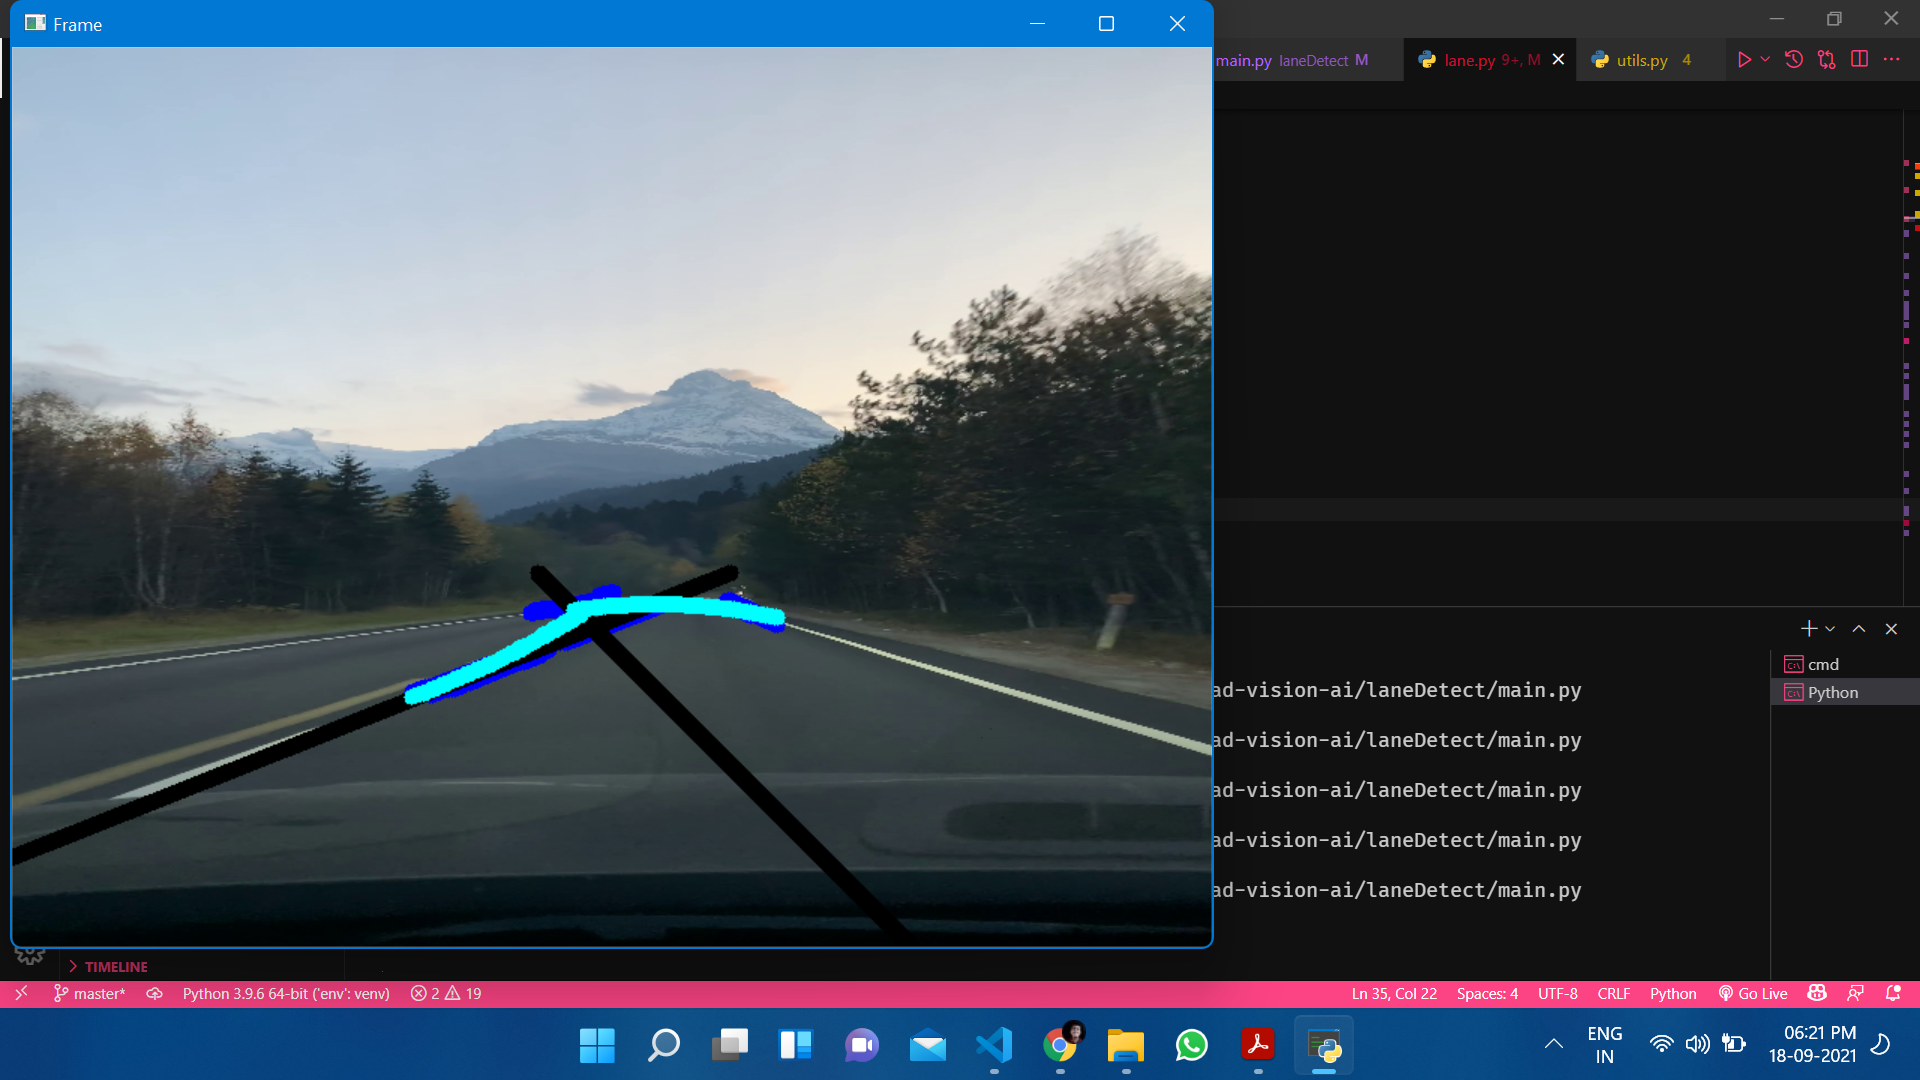 Frame
main.py laneDetect M
lane.py 9+, M
utils.py 4
cmd
Python
ad-vision-ai/laneDetect/main.py
ad-vision-ai/laneDetect/main.py
ad-vision-ai/laneDetect/main.py
ad-vision-ai/laneDetect/main.py
ad-vision-ai/laneDetect/main.py
TIMELINE
master* Python 3.9.6 64-bit ('env': venv) 2 19 Ln 35, Col 22 Spaces: 4 UTF-8 CRLF Python Go Live
ENG
IN
06:21 PM
18-09-2021